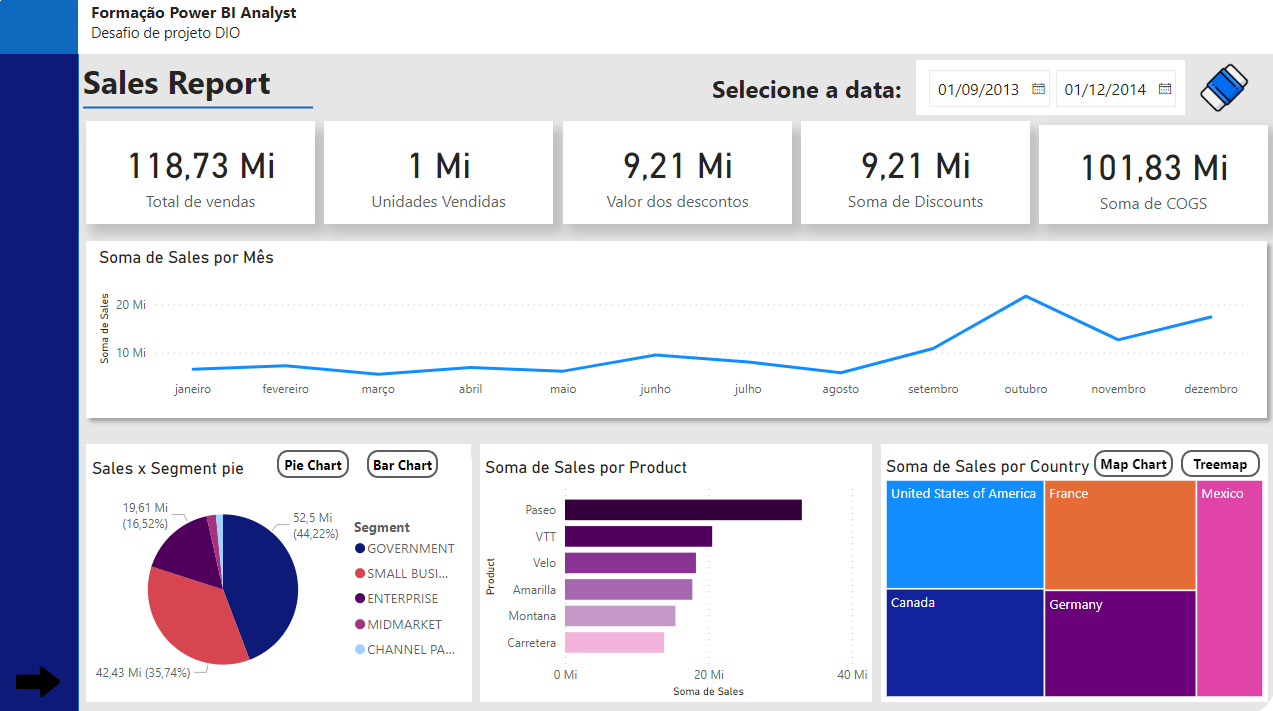 Formação Power BI Analyst
Desafio de projeto DIO
Sales Report
Selecione a data:
01/09/2013
01/12/2014
118,73 Mi
Total de vendas
1 Mi
Unidades Vendidas
9,21 Mi
Valor dos descontos
9,21 Mi
Soma de Discounts
101,83 Mi
Soma de COGS
Soma de Sales por Mês
Soma de Sales
20 Mi
10 Mi
janeiro fevereiro março abril maio junho julho agosto setembro outubro novembro dezembro
Sales x Segment pie
Pie Chart
Bar Chart
19,61 Mi
(16,52%)
52,5 Mi
(44,22%)
42,43 Mi (35,74%)
Segment
GOVERNMENT
SMALL BUSI...
ENTERPRISE
MIDMARKET
CHANNEL PA...
Soma de Sales por Product
Product
Paseo
VTT
Velo
Amarilla
Montana
Carretera
0 Mi 20 Mi 40 Mi
Soma de Sales
Soma de Sales por Country
Map Chart
Treemap
United States of America
France
Mexico
Canada
Germany